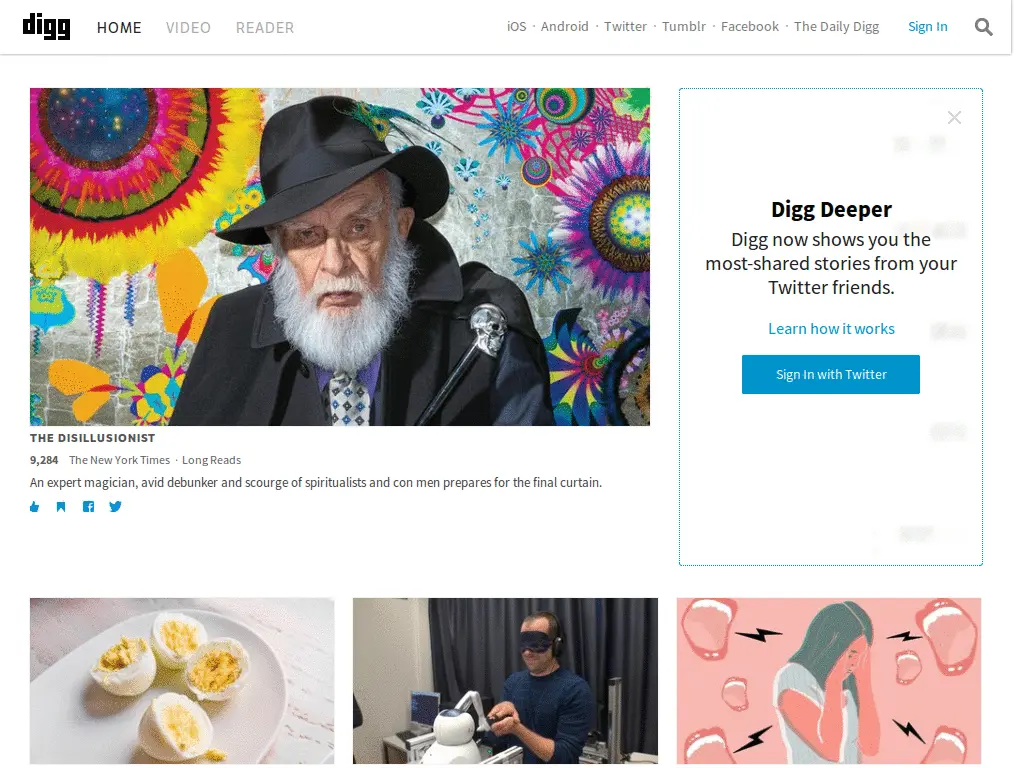 digg HOME VIDEO READER iOS · Android · Twitter · Tumblr · Facebook · The Daily Digg Sign In
Digg Deeper
Digg now shows you the
most-shared stories from your
Twitter friends.
Learn how it works
Sign In with Twitter
THE DISILLUSIONIST
9,284 The New York Times · Long Reads
An expert magician, avid debunker and scourge of spiritualists and con men prepares for the final curtain.